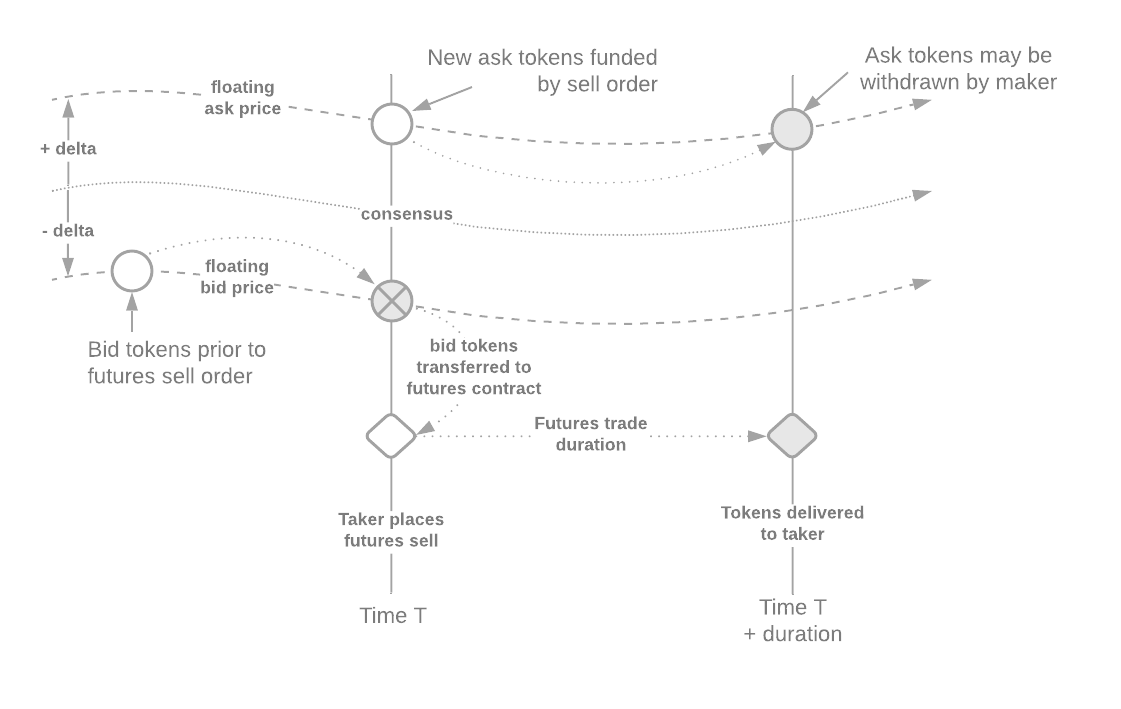 New ask tokens funded
by sell order
Ask tokens may be
withdrawn by maker
floating
ask price
+ delta
consensus
- delta
floating
bid price
Bid tokens prior to
futures sell order
bid tokens
transferred to
futures contract
Futures trade
duration
Taker places
futures sell
Tokens delivered
to taker
Time T
Time T
+ duration